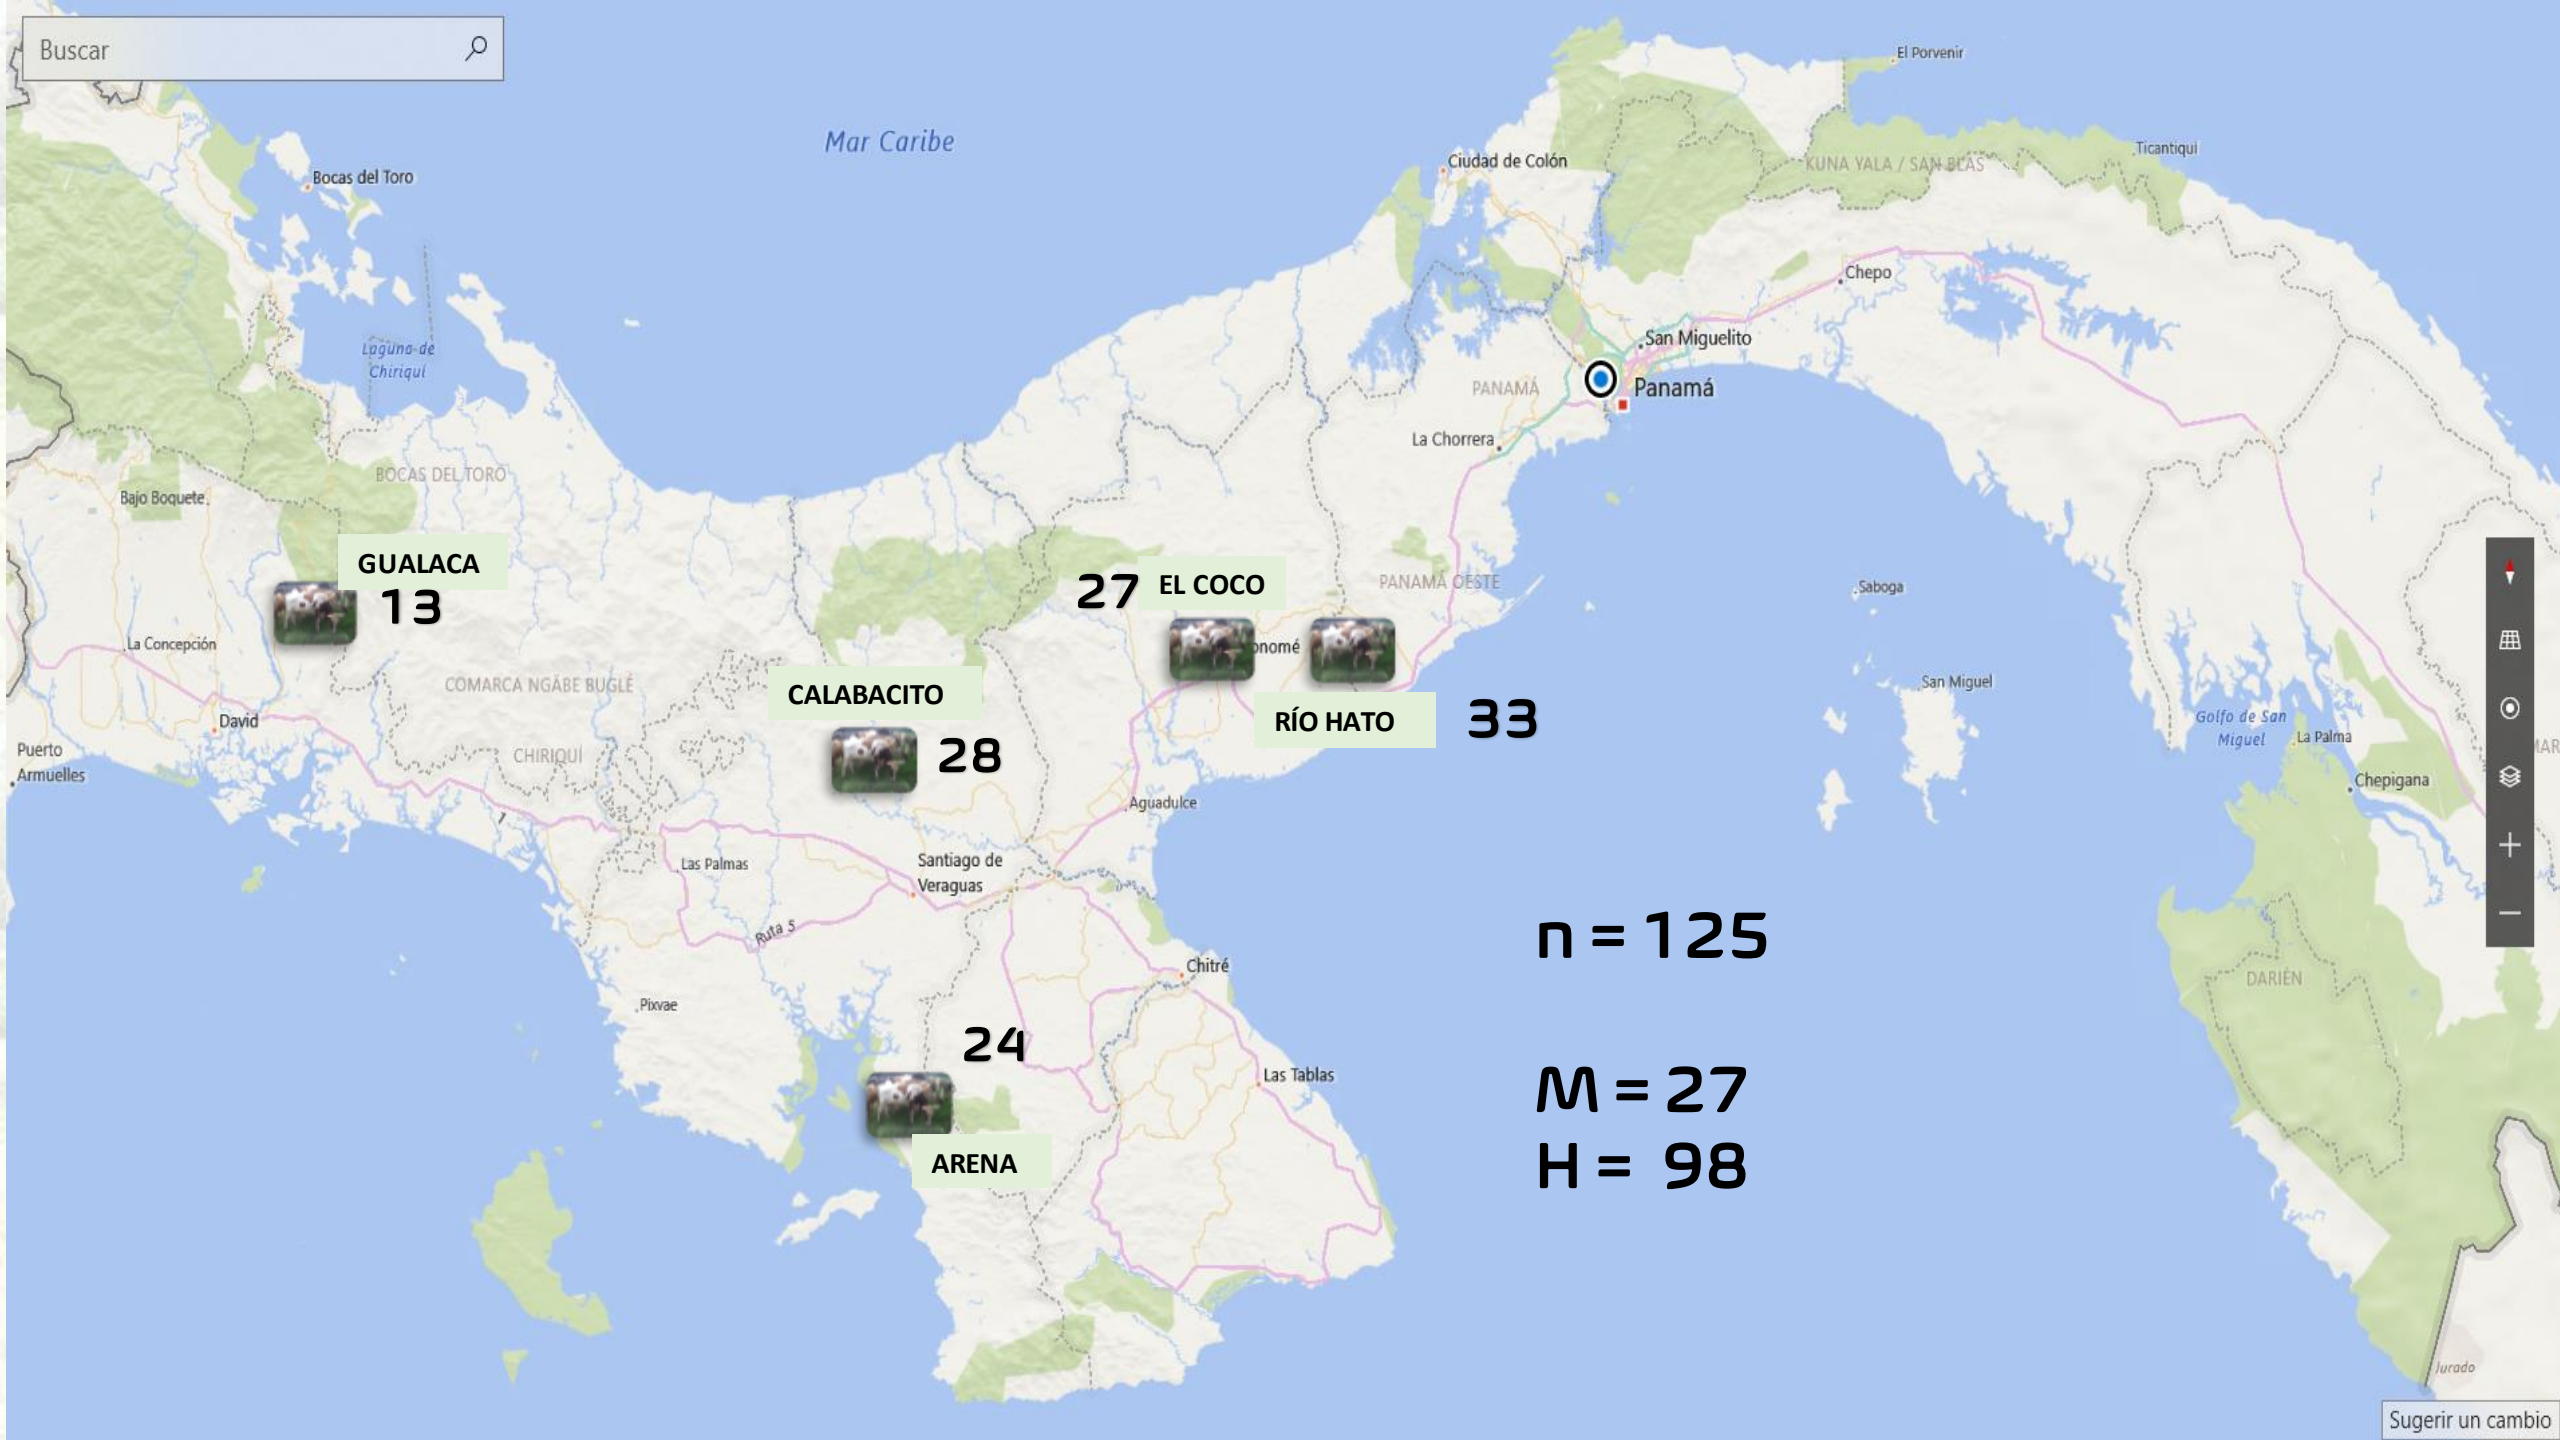 Buscar
El Porvenir
Mar Caribe
Ciudad de Colón
Ticantiqui
KUNA YALA / SAN BLAS
Bocas del Toro
Chepo
Laguna de
Chiriquí
San Miguelito
PANAMÁ
Panamá
La Chorrera
BOCAS DEL TORO
Bajo Boquete
GUALACA
13
27
EL COCO
PANAMÁ OESTE
Saboga
La Concepción
onomé
COMARCA NGÄBE BUGLÉ
CALABACITO
San Miguel
RÍO HATO
33
David
Golfo de San
Miguel
La Palma
Puerto
Armuelles
CHIRIQUÍ
28
Chepigana
Aguadulce
Las Palmas
Santiago de
Veraguas
Ruta 5
n = 125
Chitré
DARIÉN
Pixvae
24
Las Tablas
M = 27
ARENA
H = 98
Jurado
Sugerir un cambio